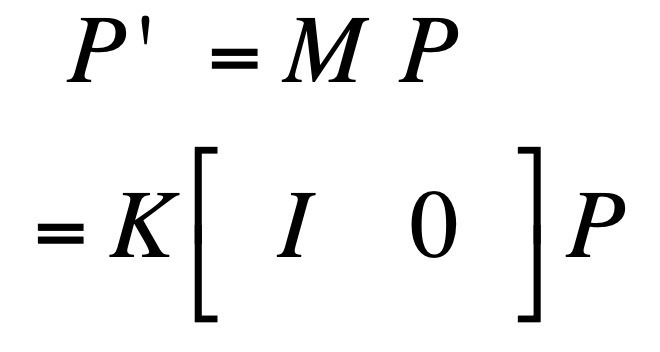 P' = M P
= K [ I 0 ] P